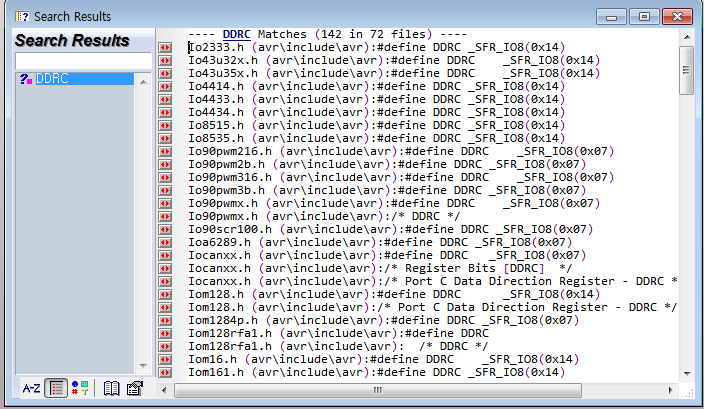 Search Results
Search Results
DDRC
A-Z
---- DDRC Matches (142 in 72 files) ----
Io2333.h (avr\include\avr):#define DDRC _SFR_IO8(0x14)
Io43u32x.h (avr\include\avr):#define DDRC    _SFR_IO8(0x14)
Io43u35x.h (avr\include\avr):#define DDRC    _SFR_IO8(0x14)
Io4414.h (avr\include\avr):#define DDRC _SFR_IO8(0x14)
Io4433.h (avr\include\avr):#define DDRC _SFR_IO8(0x14)
Io4434.h (avr\include\avr):#define DDRC _SFR_IO8(0x14)
Io8515.h (avr\include\avr):#define DDRC _SFR_IO8(0x14)
Io8535.h (avr\include\avr):#define DDRC _SFR_IO8(0x14)
Io90pwm216.h (avr\include\avr):#define DDRC    _SFR_IO8(0x07)
Io90pwm2b.h (avr\include\avr):#define DDRC    _SFR_IO8(0x07)
Io90pwm316.h (avr\include\avr):#define DDRC    _SFR_IO8(0x07)
Io90pwm3b.h (avr\include\avr):#define DDRC    _SFR_IO8(0x07)
Io90pwmx.h (avr\include\avr):#define DDRC    _SFR_IO8(0x07)
Io90pwmx.h (avr\include\avr):/* DDRC */
Io90scr100.h (avr\include\avr):#define DDRC _SFR_IO8(0x07)
Ioa6289.h (avr\include\avr):#define DDRC _SFR_IO8(0x07)
Iocanxx.h (avr\include\avr):#define DDRC    _SFR_IO8(0x07)
Iocanxx.h (avr\include\avr):/* Register Bits [DDRC]  */
Iocanxx.h (avr\include\avr):/* Port C Data Direction Register - DDRC *
Iom128.h (avr\include\avr):#define DDRC    _SFR_IO8(0x14)
Iom128.h (avr\include\avr):/* Port C Data Direction Register - DDRC */
Iom1284p.h (avr\include\avr):#define DDRC _SFR_IO8(0x07)
Iom128rfa1.h (avr\include\avr):#define DDRC
Iom128rfa1.h (avr\include\avr):  /* DDRC */
Iom16.h (avr\include\avr):#define DDRC    _SFR_IO8(0x14)
Iom161.h (avr\include\avr):#define DDRC    _SFR_IO8(0x14)